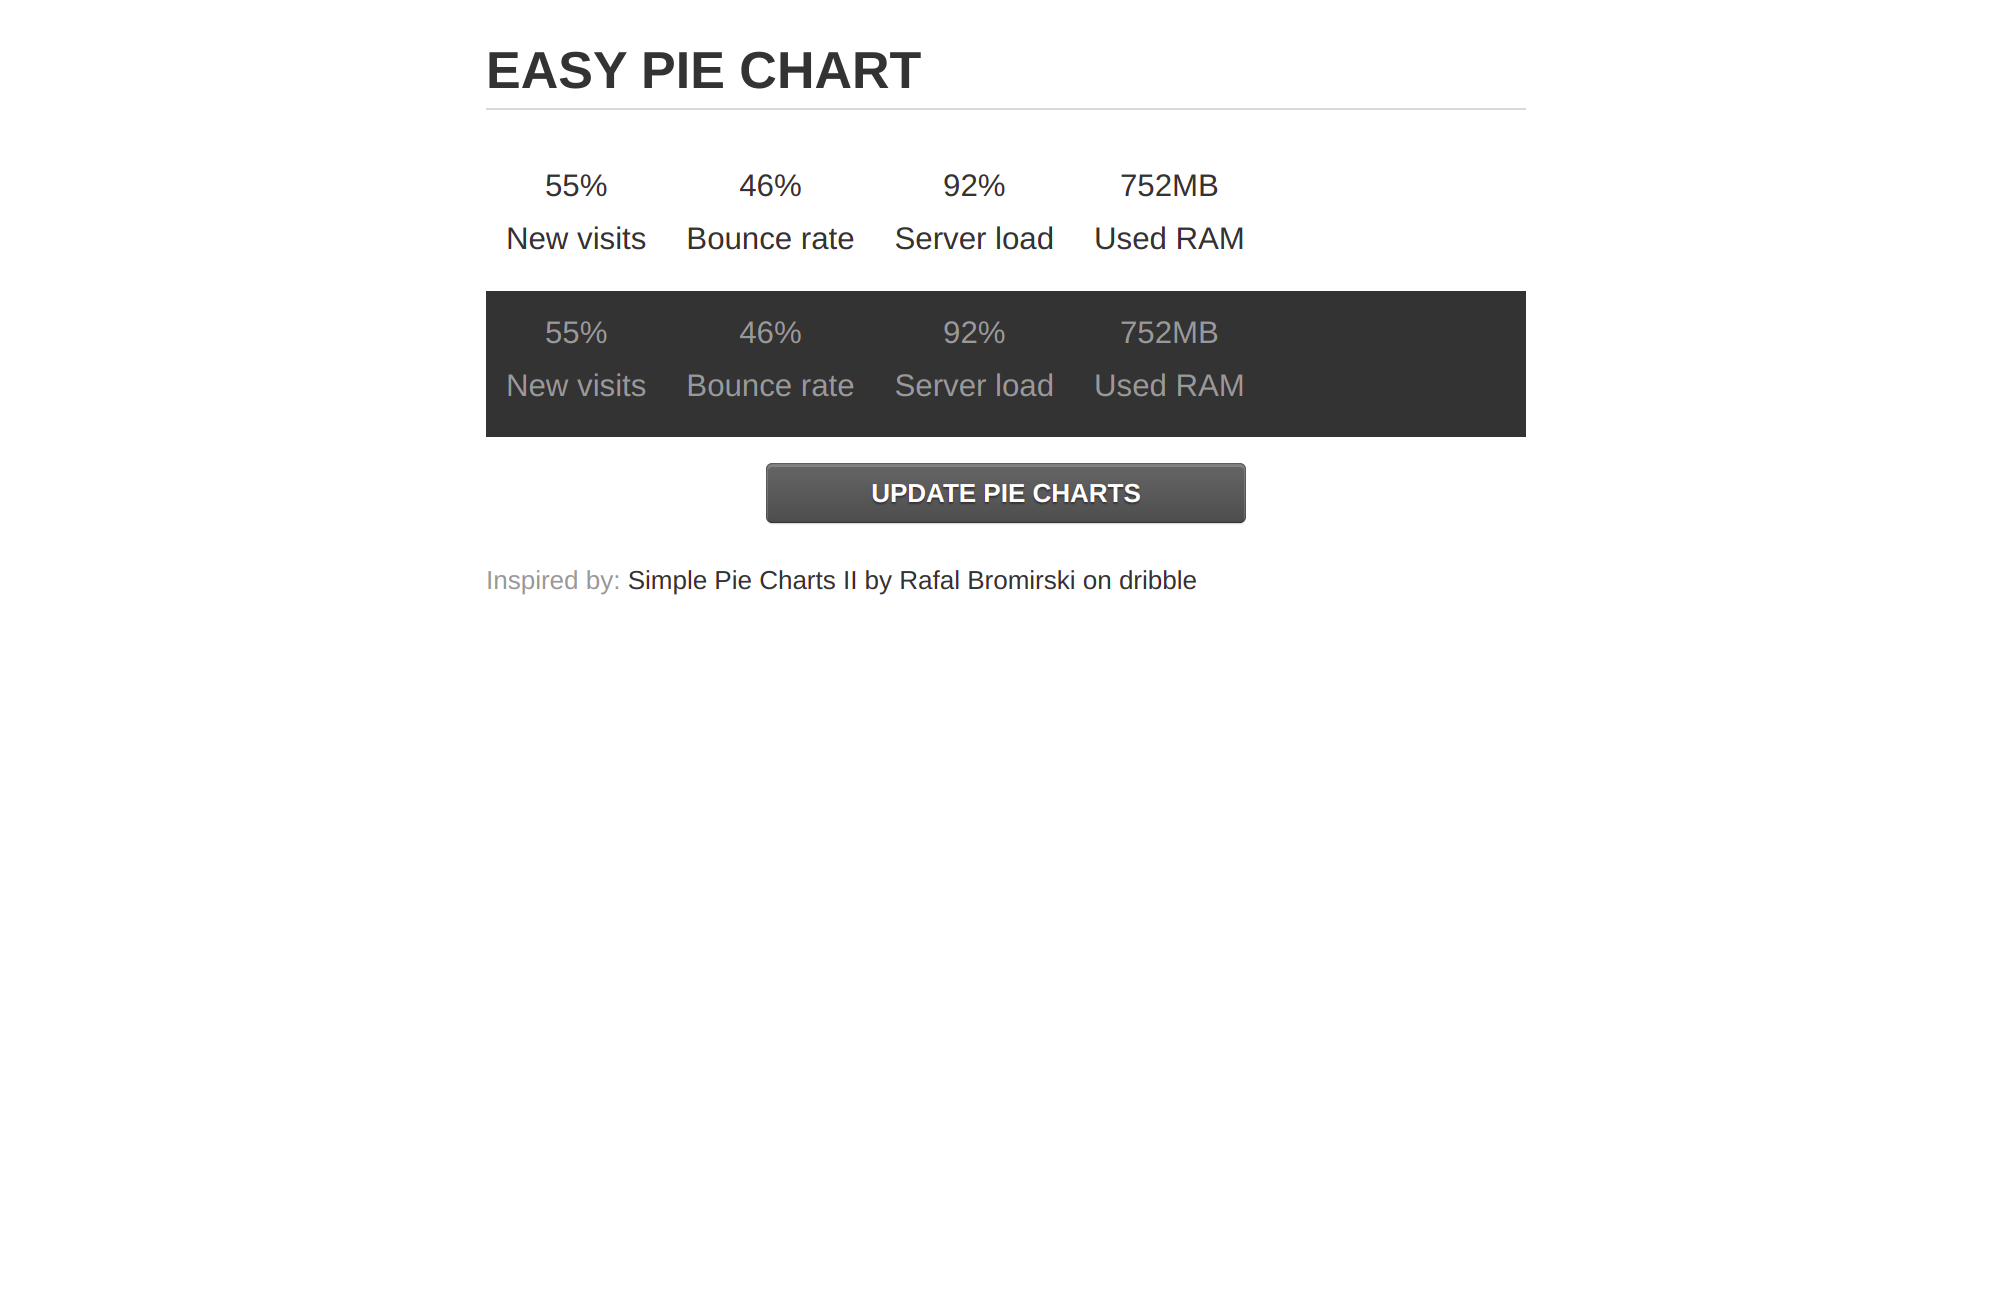 EASY PIE CHART
55% 46% 92% 752MB
New visits Bounce rate Server load Used RAM
55% 46% 92% 752MB
New visits Bounce rate Server load Used RAM
UPDATE PIE CHARTS
Inspired by: Simple Pie Charts II by Rafal Bromirski on dribble